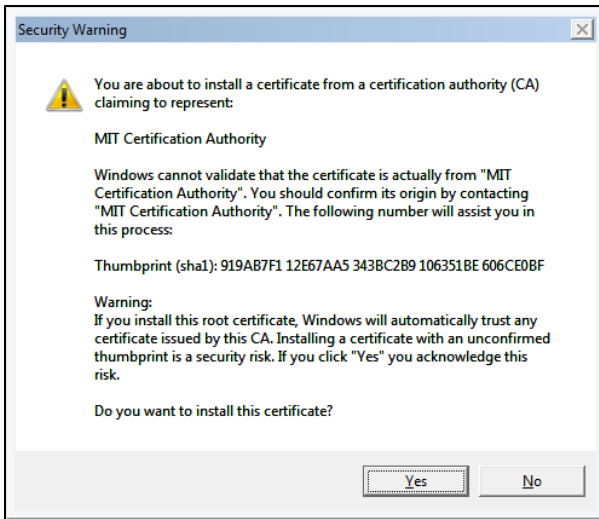 Security Warning
You are about to install a certificate from a certification authority (CA)
claiming to represent:
MIT Certification Authority
Windows cannot validate that the certificate is actually from "MIT
Certification Authority". You should confirm its origin by contacting
"MIT Certification Authority". The following number will assist you in
this process:
Thumbprint (sha1): 919AB7F1 12E67AA5 343BC2B9 106351BE 606CE0BF
Warning:
If you install this root certificate, Windows will automatically trust any
certificate issued by this CA. Installing a certificate with an unconfirmed
thumbprint is a security risk. If you click "Yes" you acknowledge this
risk.
Do you want to install this certificate?
Yes No